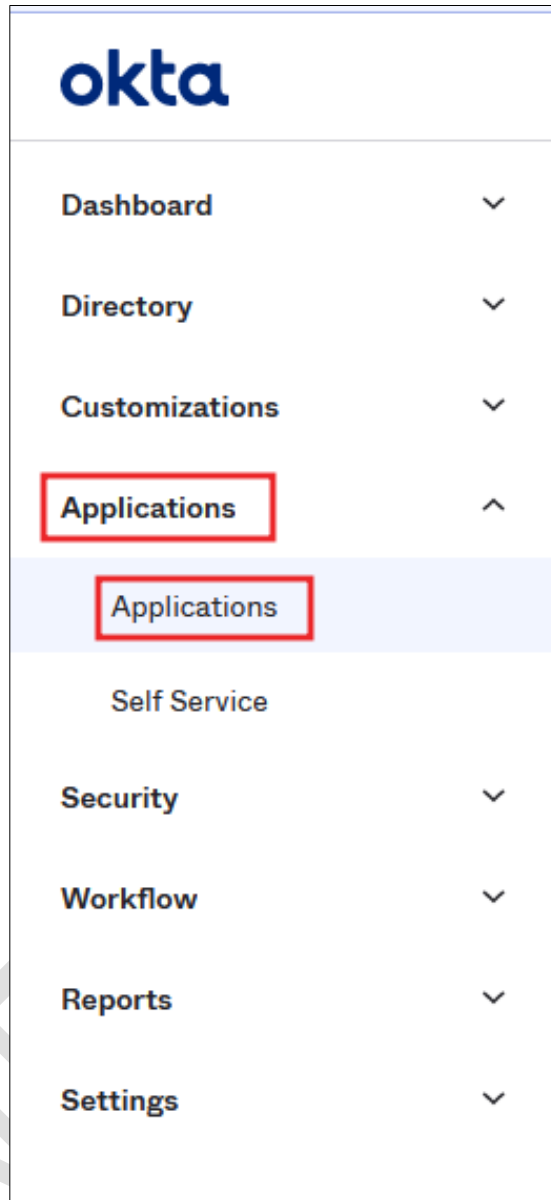 okta
Dashboard
Directory
Customizations
Applications
Applications
Self Service
Security
Workflow
Reports
Settings